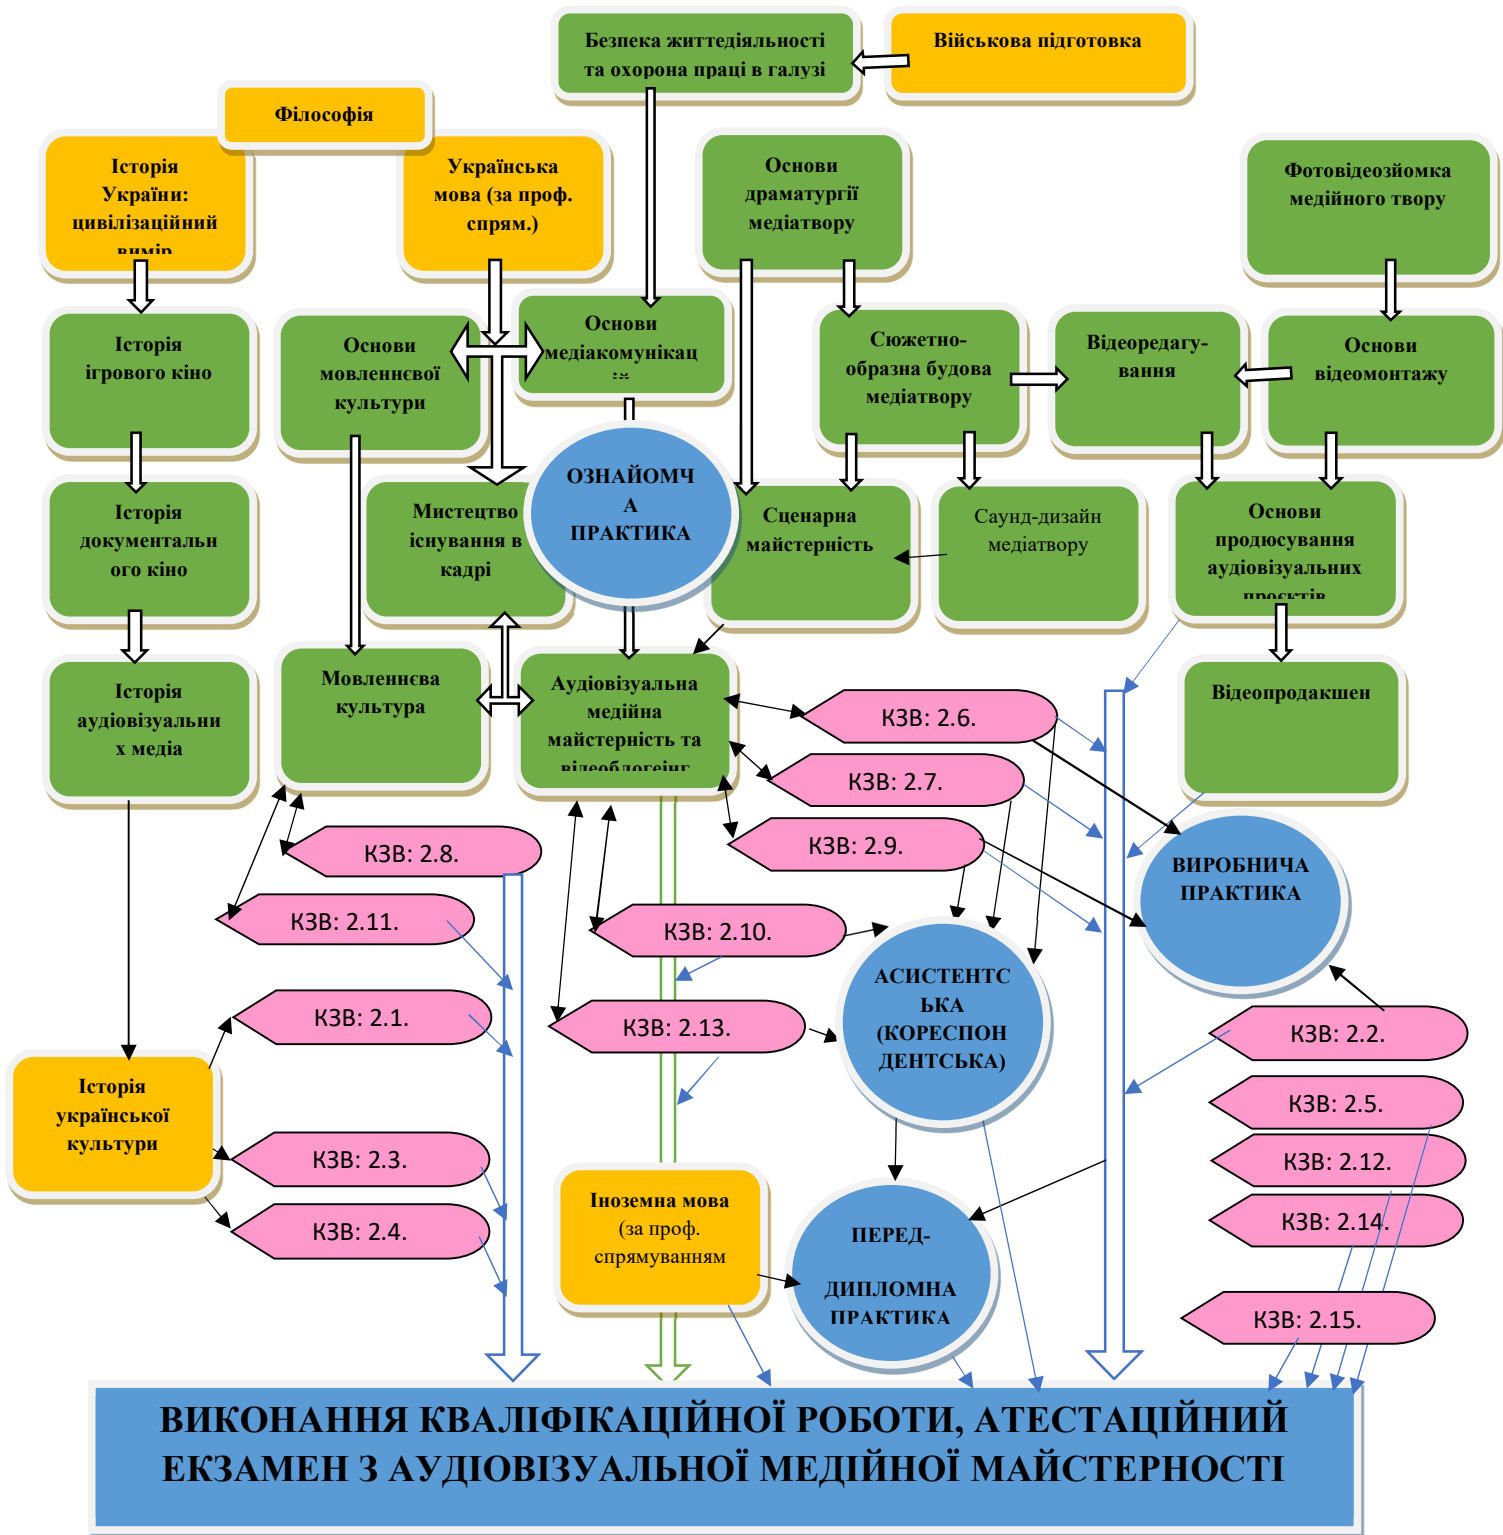 Безпека життєдіяльності
та охорона праці в галузі
Військова підготовка
Філософія
Історія
України:
цивілізаційний
вимір
Українська
мова (за проф.
спрям.)
Основи
драматургії
медіатвору
Фотовідеозйомка
медійного твору
Історія
ігрового кіно
Основи
мовленнєвої
культури
Основи
медіакомунікац
ій
Сюжетно-
образна будова
медіатвору
Відеоредагу-
вання
Основи
відеомонтажу
Історія
документальн
ого кіно
Мистецтво
існування в
кадрі
ОЗНАЙОМЧ
А
ПРАКТИКА
Сценарна
майстерність
Саунд-дизайн
медіатвору
Основи
продюсування
аудіовізуальних
проєктів
Історія
аудіовізуальни
х медіа
Мовленнєва
культура
Аудіовізуальна
медійна
майстерність та
відеоблогеінг
КЗВ: 2.6.
Відеопродакшен
КЗВ: 2.7.
КЗВ: 2.8.
КЗВ: 2.9.
ВИРОБНИЧА
ПРАКТИКА
КЗВ: 2.11.
КЗВ: 2.10.
АСИСТЕНТС
ЬКА
(КОРЕСПОН
ДЕНТСЬКА)
КЗВ: 2.1.
КЗВ: 2.13.
КЗВ: 2.2.
Історія
української
культури
КЗВ: 2.5.
КЗВ: 2.3.
КЗВ: 2.12.
КЗВ: 2.4.
Іноземна мова
(за проф.
спрямуванням
ПЕРЕД-
ДИПЛОМНА
ПРАКТИКА
КЗВ: 2.14.
КЗВ: 2.15.
ВИКОНАННЯ КВАЛІФІКАЦІЙНОЇ РОБОТИ, АТЕСТАЦІЙНИЙ
ЕКЗАМЕН З АУДІОВІЗУАЛЬНОЇ МЕДІЙНОЇ МАЙСТЕРНОСТІ